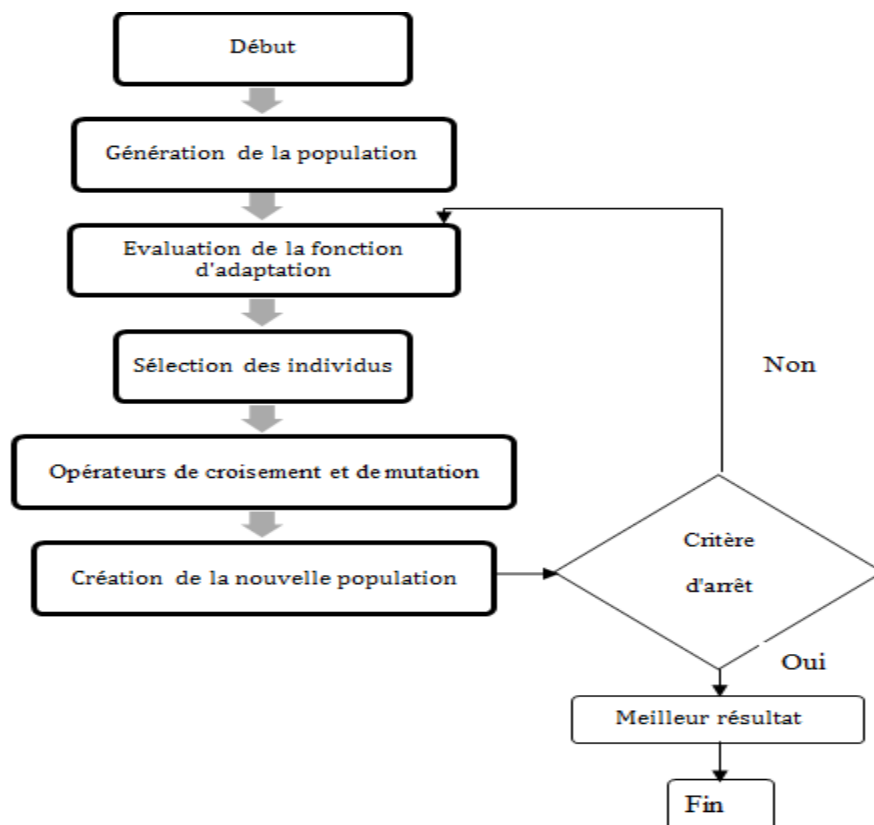 Début
Génération de la population
Evaluation de la fonction
d'adaptation
Sélection des individus
Non
Opérateurs de croisement et de mutation
Critère
d'arrêt
Création de la nouvelle population
Oui
Meilleur résultat
Fin